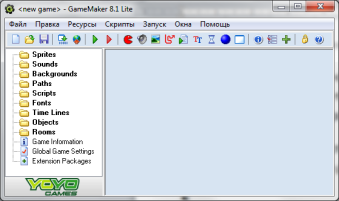 <new game> - GameMaker 8.1 Lite
Файл Правка Ресурсы Скрипты Запуск Окна Помощь
Sprites
Sounds
Backgrounds
Paths
Scripts
Fonts
Time Lines
Objects
Rooms
Game Information
Global Game Settings
Extension Packages
YOYO
GAMES